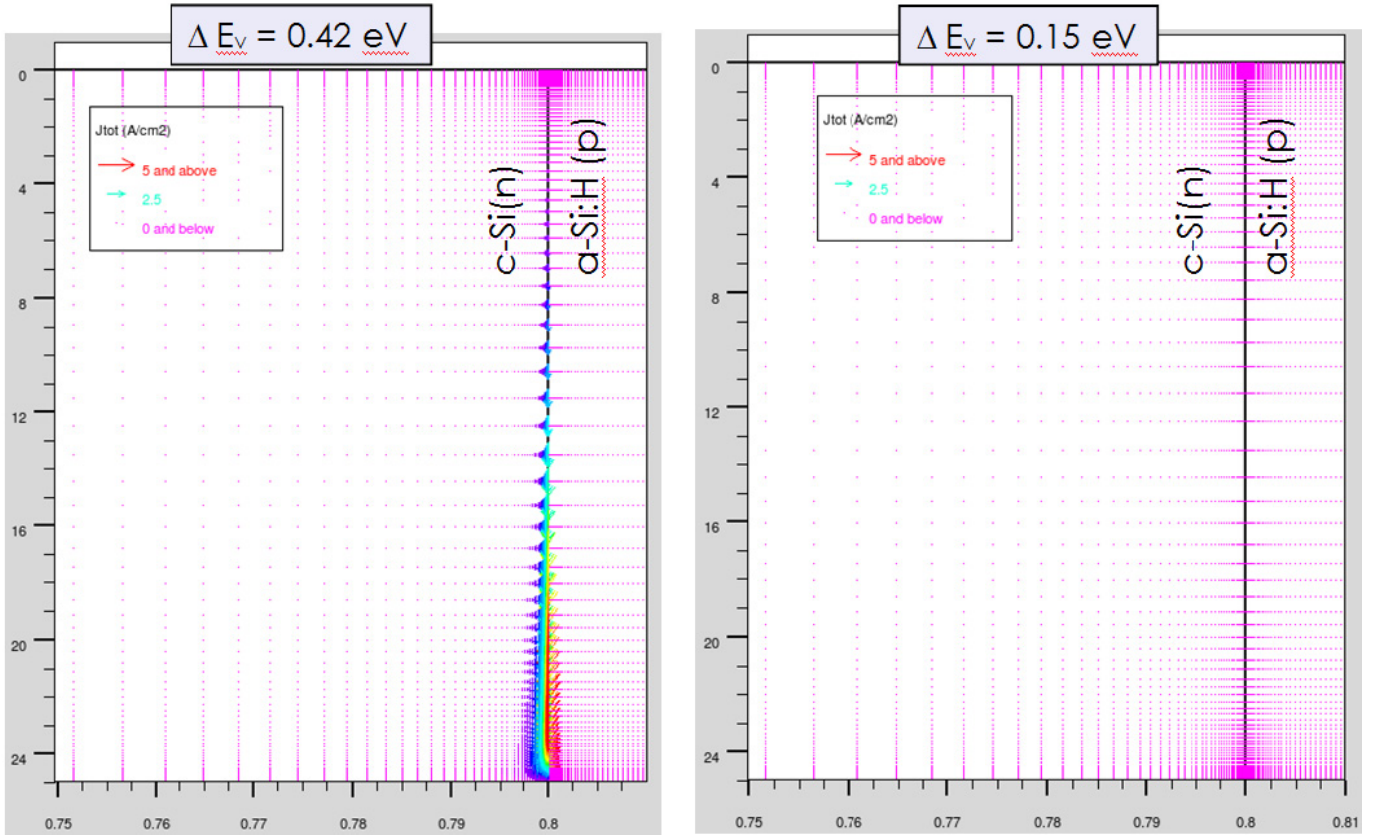 Δ Ev = 0.42 eV
Jtot (A/cm2)
5 and above
2.5
0 and below
c-Si(n)
a-Si:H (p)
0
4
8
12
16
20
24
0.75
0.76
0.77
0.78
0.79
0.8
Δ Ev = 0.15 eV
Jtot (A/cm2)
5 and above
2.5
0 and below
c-Si(n)
a-Si:H (p)
0
4
8
12
16
20
24
0.75
0.76
0.77
0.78
0.79
0.8
0.81